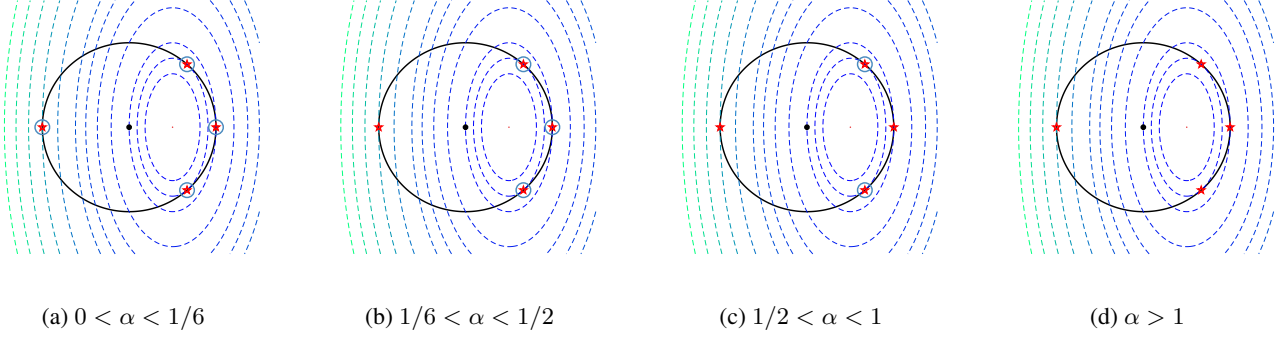 (a) 0 < α < 1/6
(b) 1/6 < α < 1/2
(c) 1/2 < α < 1
(d) α > 1